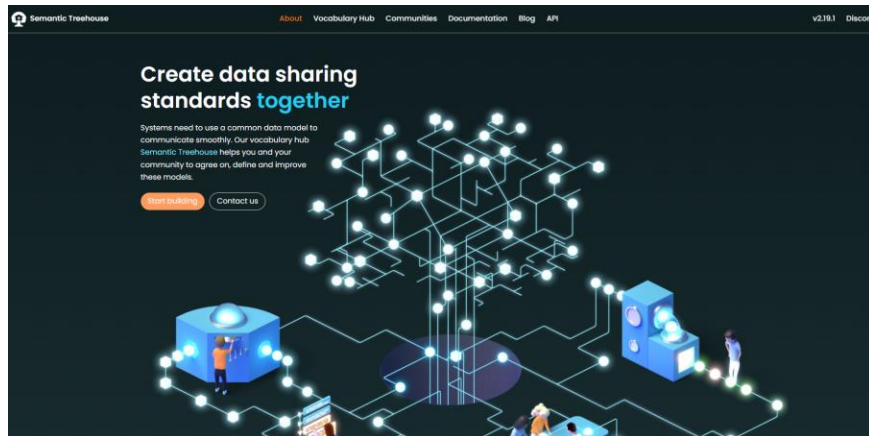 Semantic Treehouse
About Vocabulary Hub Communities Documentation Blog API
v2.19.1
Create data sharing
standards together
Systems need to use a common data model to
communicate smoothly. Our vocabulary hub
Semantic Treehouse helps you and your
community to agree on, define and improve
these models.
Start building Contact us